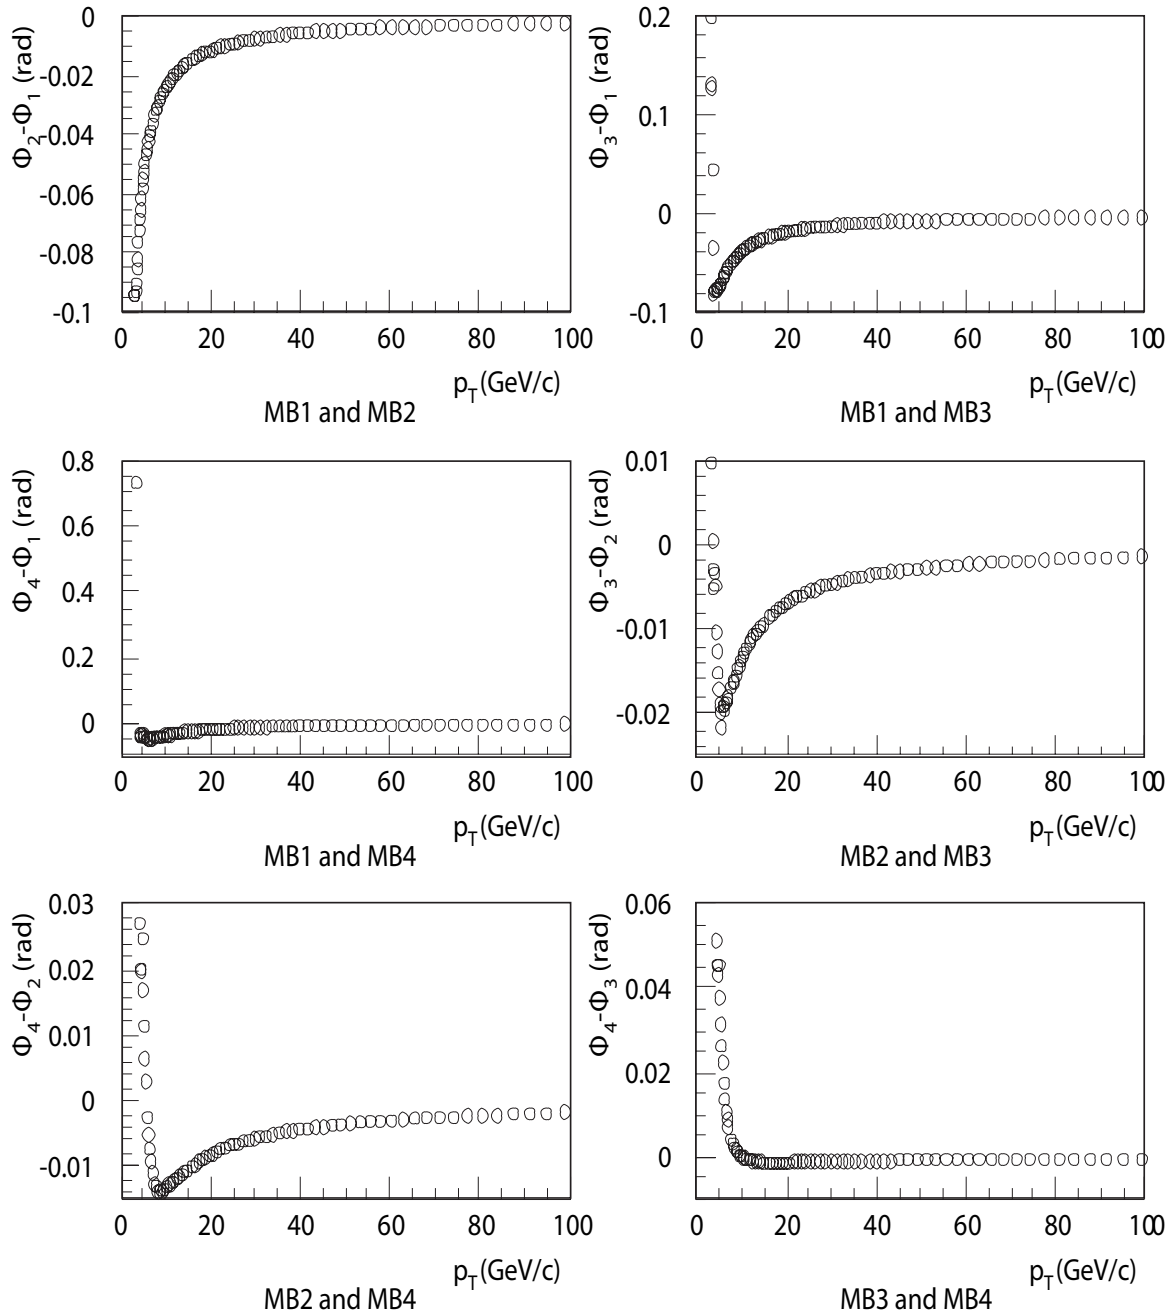 Φ2-Φ1 (rad)
0
-0.02
-0.04
-0.06
-0.08
-0.1
0 20 40 60 80 100
pT(GeV/c)
MB1 and MB2
Φ3-Φ1 (rad)
0.2
0.1
0
-0.1
0 20 40 60 80 100
pT(GeV/c)
MB1 and MB3
Φ4-Φ1 (rad)
0.8
0.6
0.4
0.2
0
0 20 40 60 80 100
pT(GeV/c)
MB1 and MB4
Φ3-Φ2 (rad)
0.01
0
-0.01
-0.02
0 20 40 60 80 100
pT(GeV/c)
MB2 and MB3
Φ4-Φ2 (rad)
0.03
0.02
0.01
0
-0.01
0 20 40 60 80 100
pT(GeV/c)
MB2 and MB4
Φ4-Φ3 (rad)
0.06
0.04
0.02
0
0 20 40 60 80 100
pT(GeV/c)
MB3 and MB4